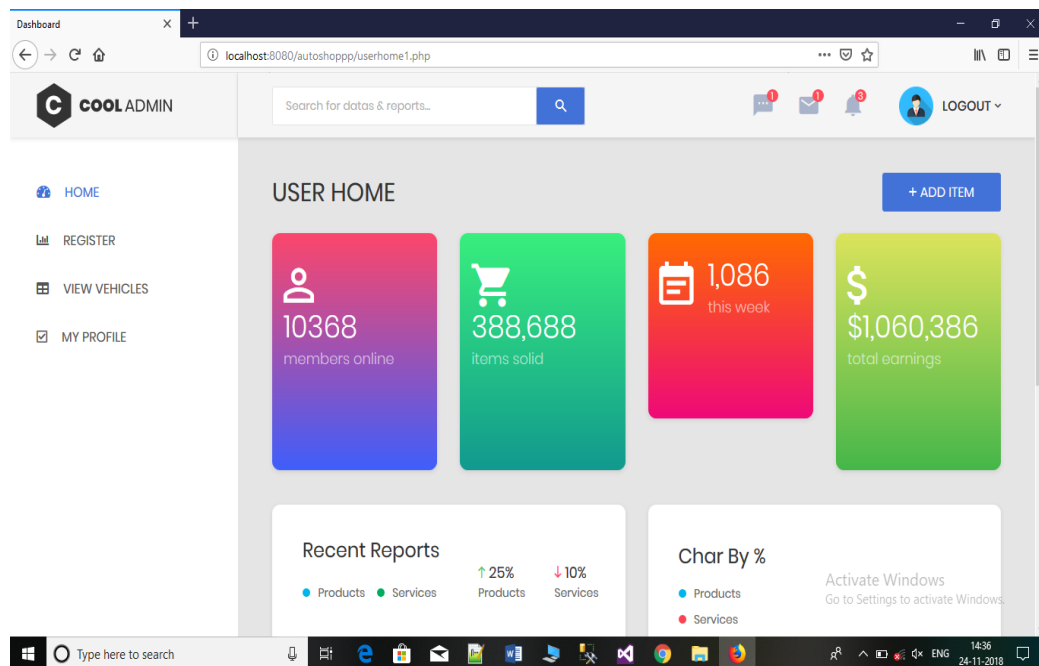 Dashboard
localhost:8080/autoshoppp/userhome1.php
C COOL ADMIN
Search for datas & reports...
1
1
3
LOGOUT
HOME
REGISTER
VIEW VEHICLES
MY PROFILE
USER HOME
+ ADD ITEM
10368
members online
388,688
items solid
1,086
this week
$1,060,386
total earnings
Recent Reports
Products Services
↑ 25%
Products
↓ 10%
Services
Char By %
Products
Services
Activate Windows
Go to Settings to activate Windows.
Type here to search
ENG
14:36
24-11-2018